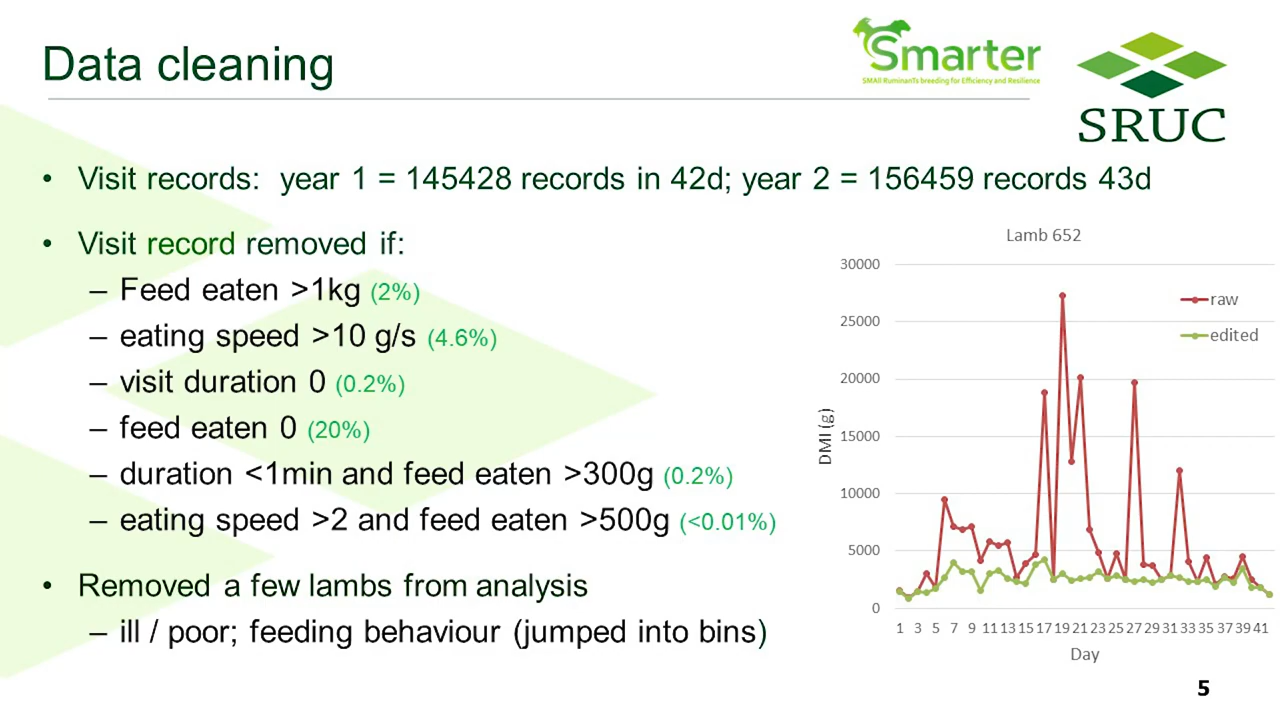 Data cleaning
Smarter
SMAll RuminanTs breeding for Efficiency and Resilience
SRUC
• Visit records: year 1 = 145428 records in 42d; year 2 = 156459 records 43d
• Visit record removed if:
– Feed eaten >1kg (2%)
– eating speed >10 g/s (4.6%)
– visit duration 0 (0.2%)
– feed eaten 0 (20%)
– duration <1min and feed eaten >300g (0.2%)
– eating speed >2 and feed eaten >500g (<0.01%)
• Removed a few lambs from analysis
– ill / poor; feeding behaviour (jumped into bins)
Lamb 652
30000
25000
20000
15000
10000
5000
0
DMI (g)
raw
edited
1 3 5 7 9 11 13 15 17 19 21 23 25 27 29 31 33 35 37 39 41
Day
5